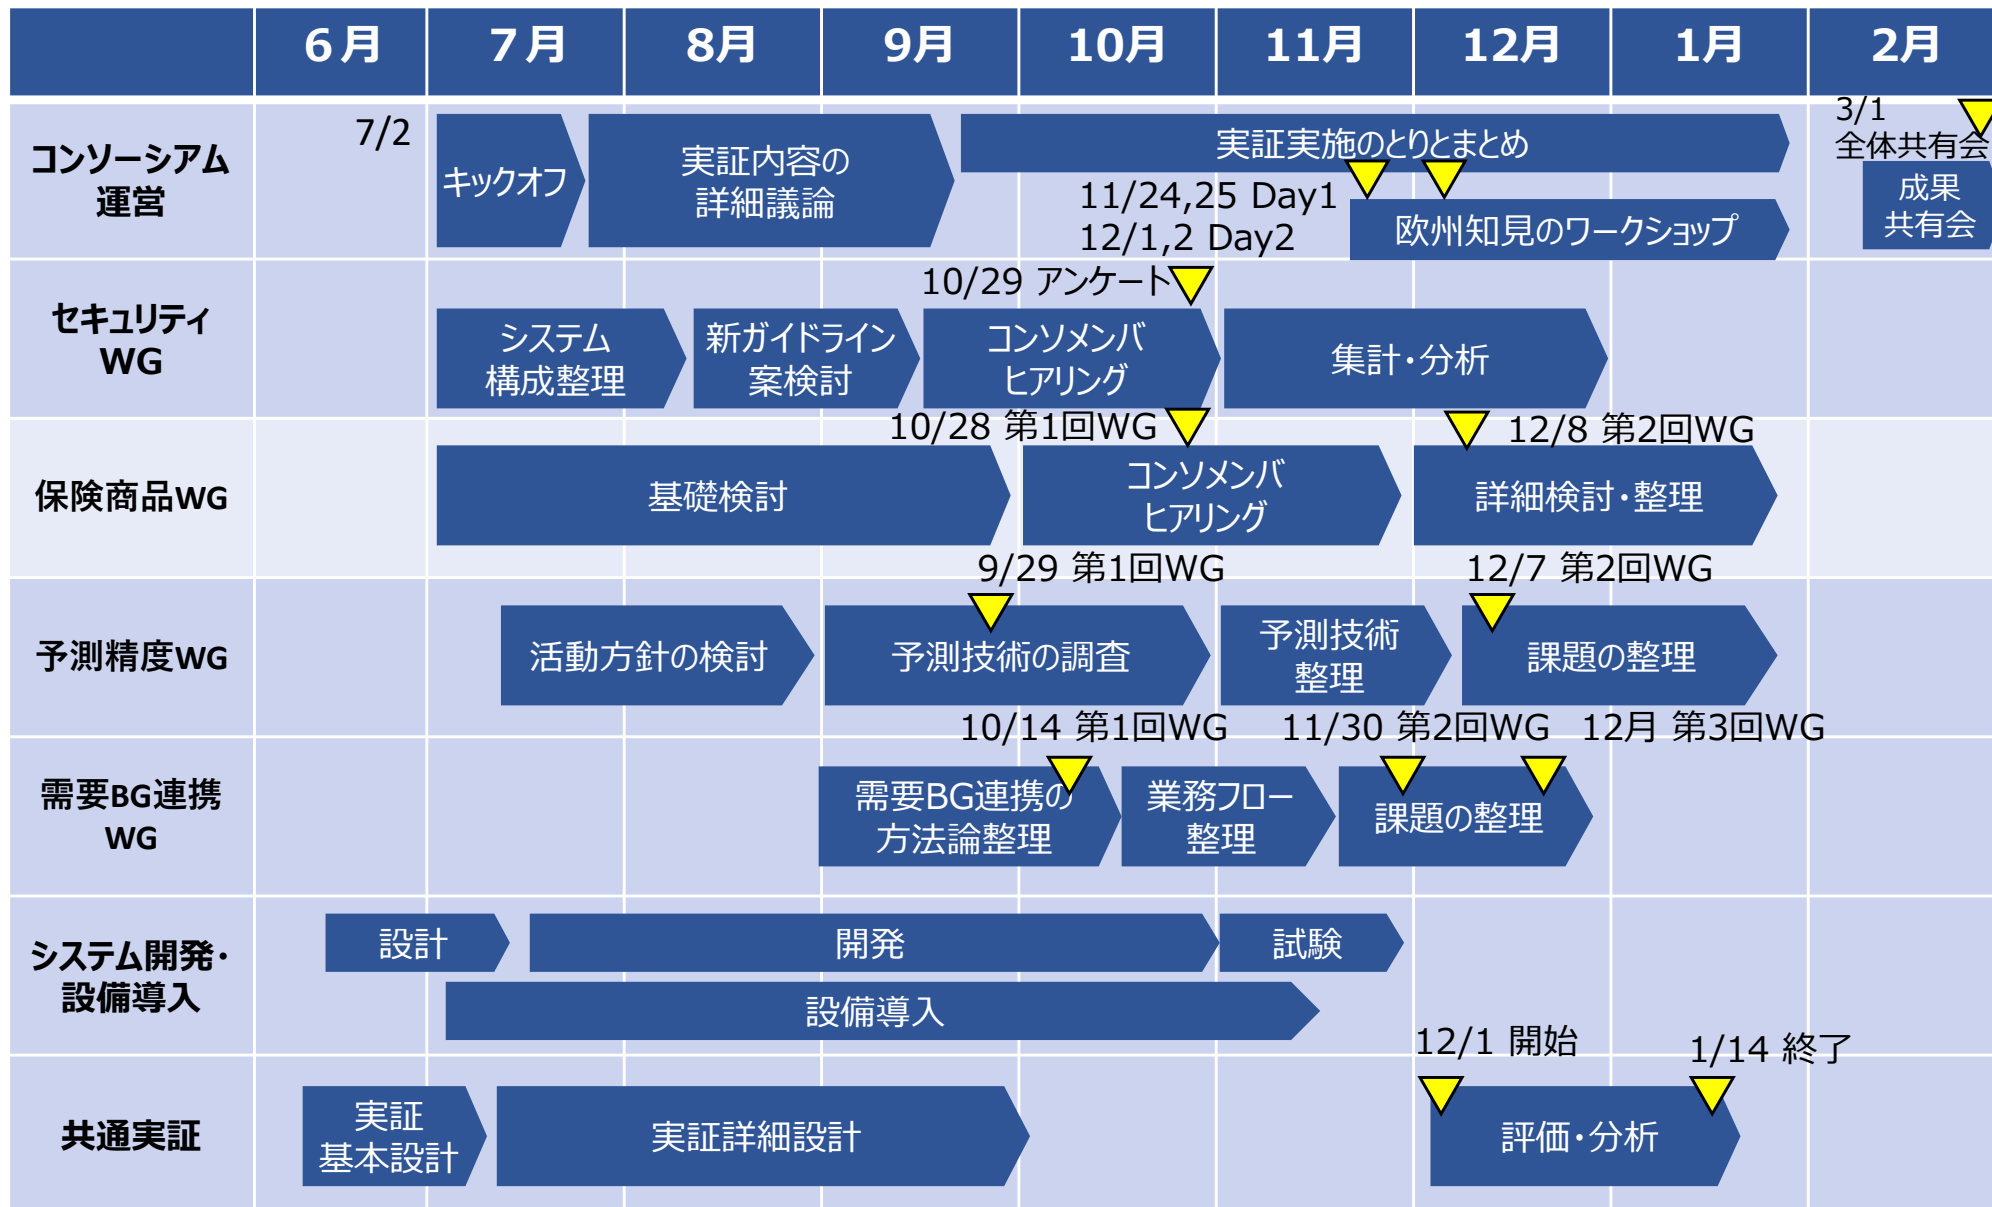 6月 7月 8月 9月 10月 11月 12月 1月 2月
コンソーシアム
運営
7/2
キックオフ
実証内容の
詳細議論
実証実施のとりとまとめ
11/24,25 Day1
12/1,2 Day2
欧州知見のワークショップ
3/1
全体共有会
成果
共有会
セキュリティ
WG
10/29 アンケート
システム
構成整理
新ガイドライン
案検討
コンソメンバ
ヒアリング
集計・分析
保険商品WG
10/28 第1回WG
12/8 第2回WG
基礎検討
コンソメンバ
ヒアリング
詳細検討・整理
予測精度WG
9/29 第1回WG
12/7 第2回WG
活動方針の検討
予測技術の調査
予測技術
整理
課題の整理
需要BG連携
WG
10/14 第1回WG
11/30 第2回WG
12月 第3回WG
需要BG連携の
方法論整理
業務フロー
整理
課題の整理
システム開発・
設備導入
設計
開発
試験
設備導入
共通実証
12/1 開始
1/14 終了
実証
基本設計
実証詳細設計
評価・分析